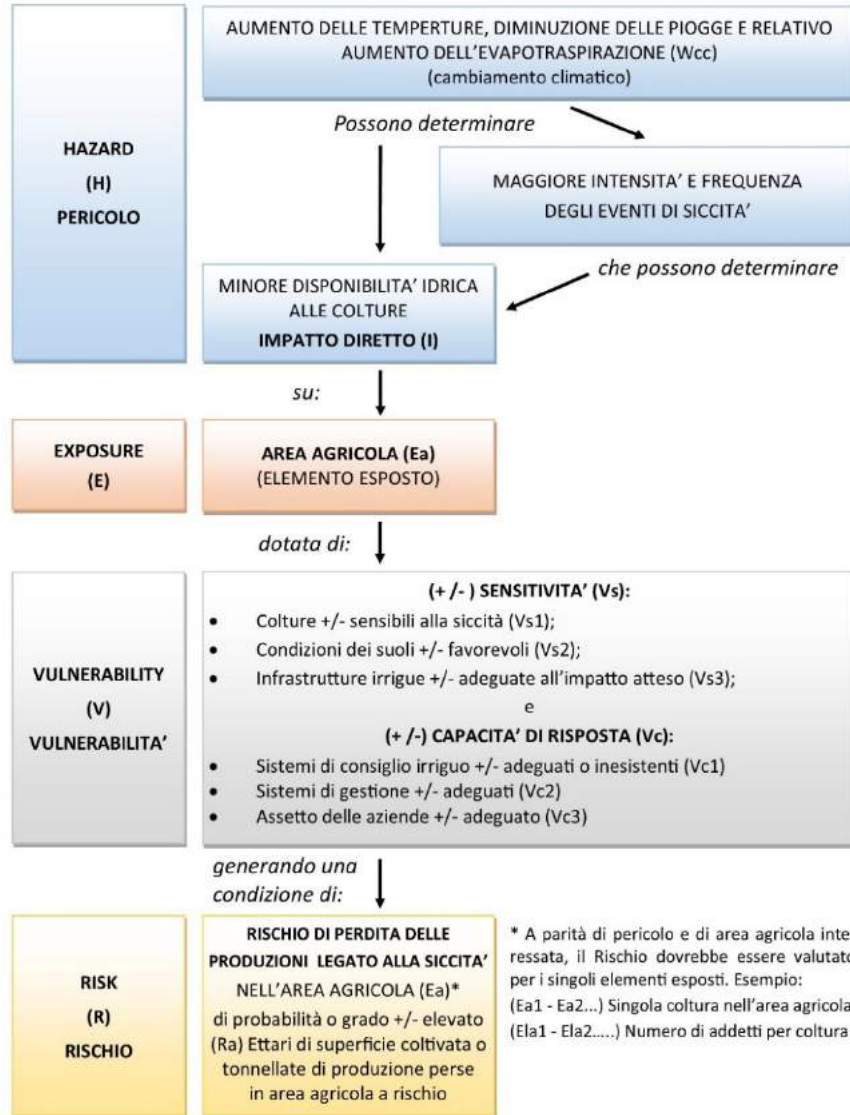 AUMENTO DELLE TEMPERTURE, DIMINUZIONE DELLE PIOGGE E RELATIVO
AUMENTO DELL'EVAPOTRASPIRAZIONE (Wcc)
(cambiamento climatico)
Possono determinare
HAZARD
(H)
PERICOLO
MAGGIORE INTENSITA' E FREQUENZA
DEGLI EVENTI DI SICCITA'
che possono determinare
MINORE DISPONIBILITA' IDRICA
ALLE COLTURE
IMPATTO DIRETTO (I)
su:
EXPOSURE
(E)
AREA AGRICOLA (Ea)
(ELEMENTO ESPOSTO)
dotata di:
VULNERABILITY
(V)
VULNERABILITA'
(+ /- ) SENSITIVITA' (Vs):
• Colture +/- sensibili alla siccità (Vs1);
• Condizioni dei suoli +/- favorevoli (Vs2);
• Infrastrutture irrigue +/- adeguate all'impatto atteso (Vs3);
e
(+ /-) CAPACITA' DI RISPOSTA (Vc):
• Sistemi di consiglio irriguo +/- adeguati o inesistenti (Vc1)
• Sistemi di gestione +/- adeguati (Vc2)
• Assetto delle aziende +/- adeguato (Vc3)
generando una
condizione di:
RISK
(R)
RISCHIO
RISCHIO DI PERDITA DELLE
PRODUZIONI LEGATO ALLA SICCITA'
NELL'AREA AGRICOLA (Ea)*
di probabilità o grado +/- elevato
(Ra) Ettari di superficie coltivata o
tonnellate di produzione perse
in area agricola a rischio
* A parità di pericolo e di area agricola inte-
ressata, il Rischio dovrebbe essere valutato
per i singoli elementi esposti. Esempio:
(Ea1 - Ea2...) Singola coltura nell'area agricola
(Ela1 - Ela2.....) Numero di addetti per coltura